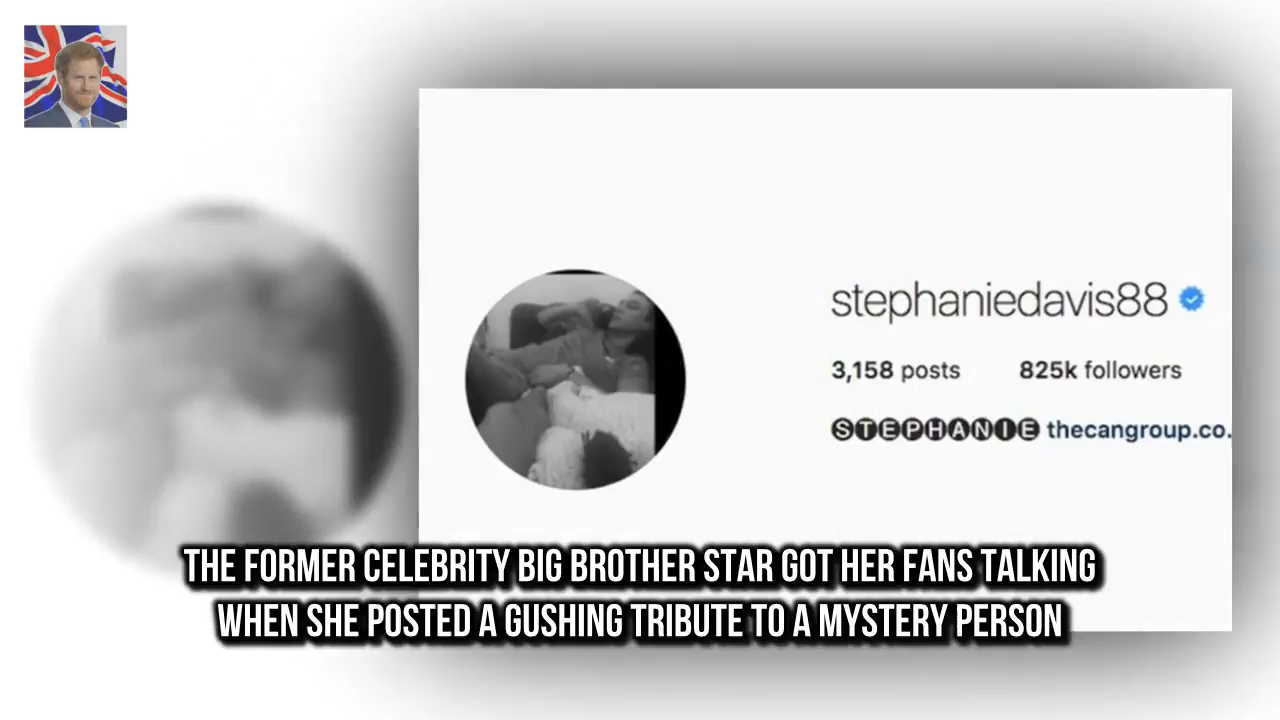 stephaniedavis88
3,158 posts 825k followers
🅢🅣🅔🅟🅗🅐🅝🅘🅔 thecangroup.co.
THE FORMER CELEBRITY BIG BROTHER STAR GOT HER FANS TALKING
WHEN SHE POSTED A GUSHING TRIBUTE TO A MYSTERY PERSON